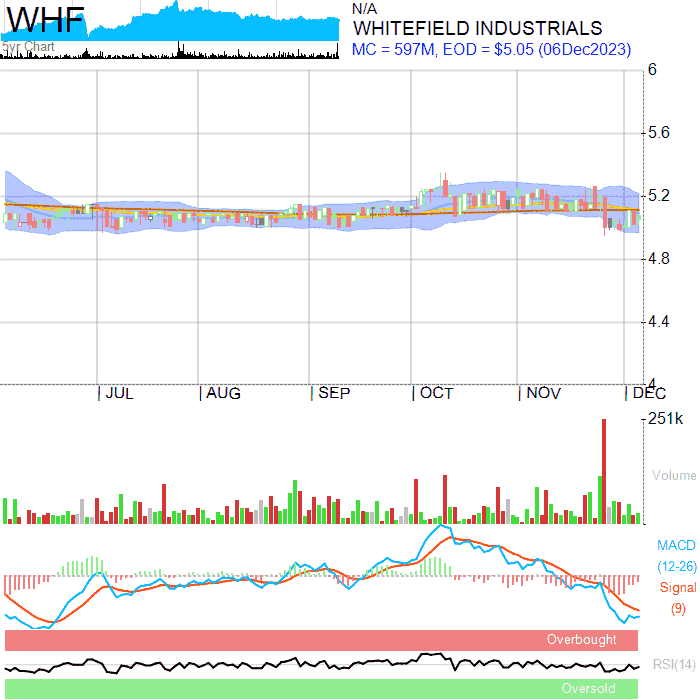 WHF
5yr Chart
N/A
WHITEFIELD INDUSTRIALS
MC = 597M, EOD = $5.05 (06Dec2023)
6
5.6
5.2
4.8
4.4
4
JUL AUG SEP OCT NOV DEC
251k
Volume
MACD
(12-26)
Signal
(9)
Overbought
RSI(14)
Oversold